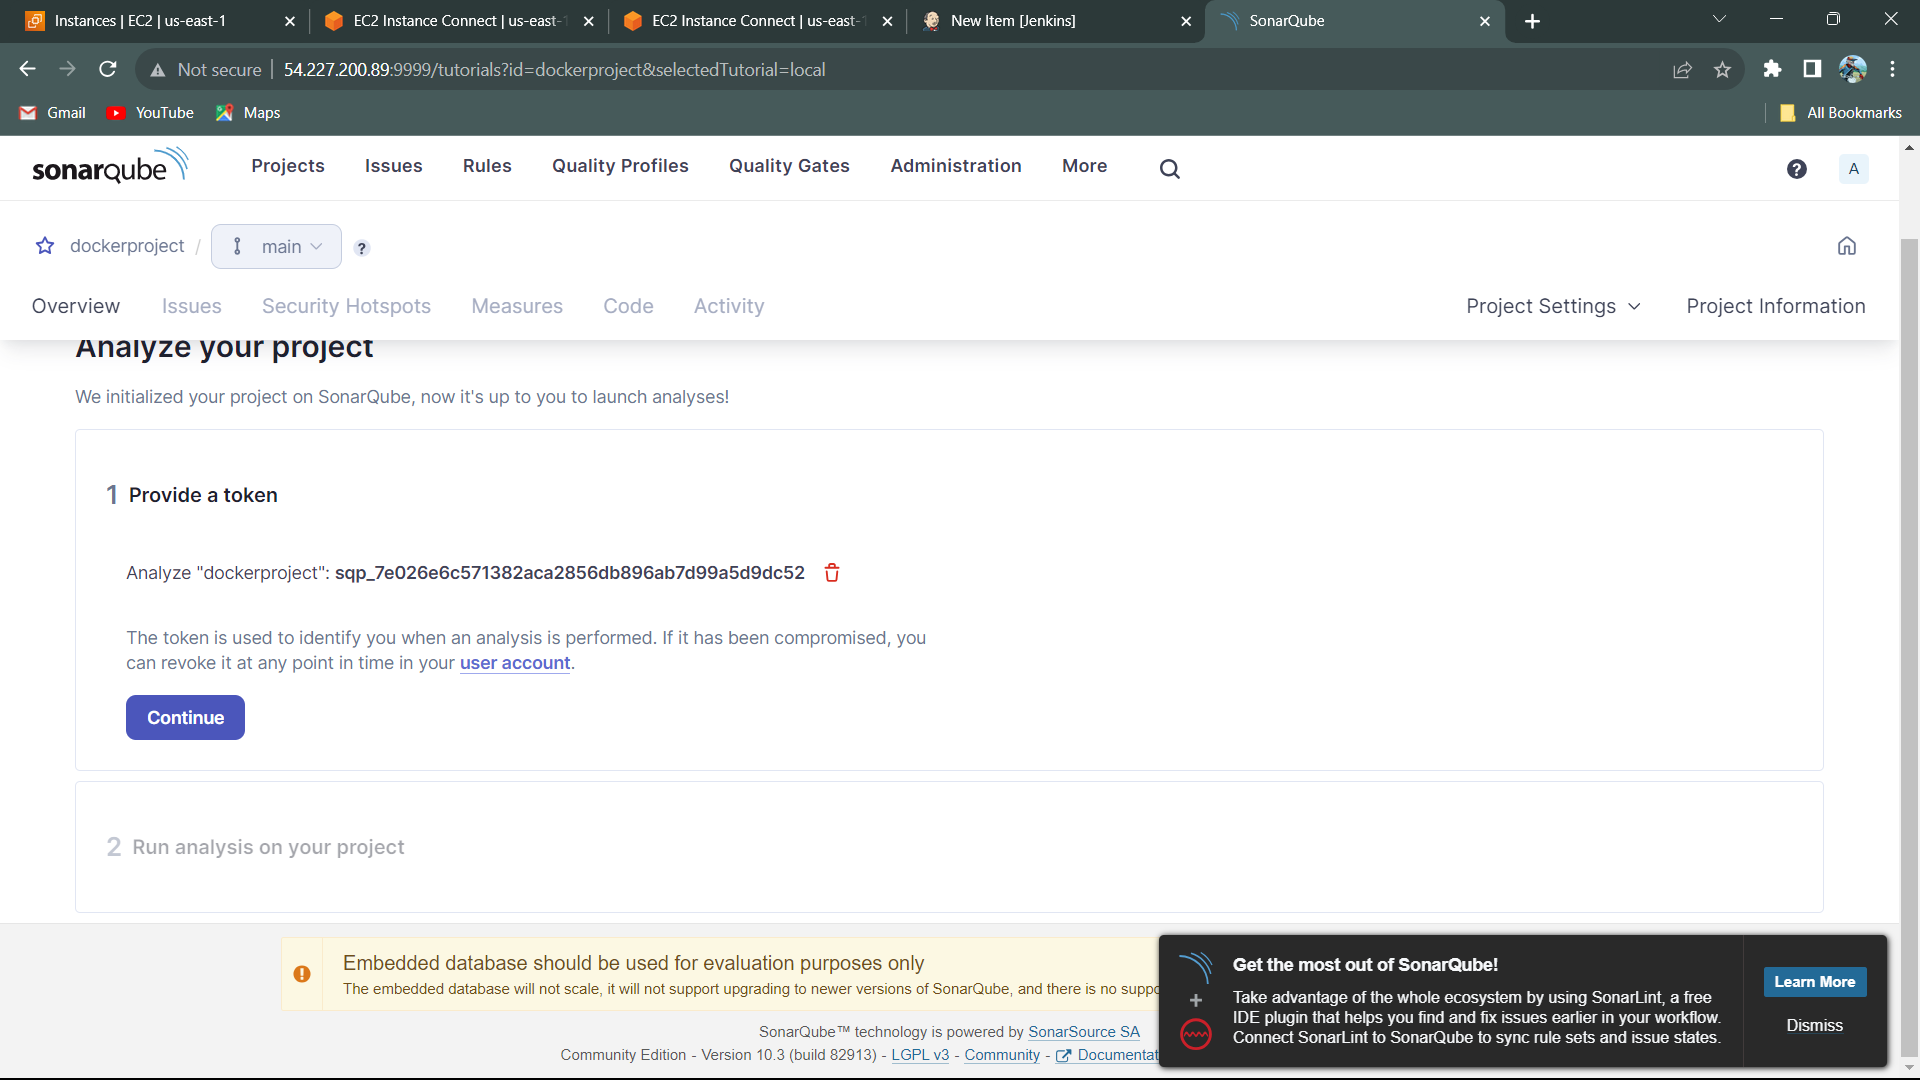 Instances | EC2 | us-east-1
EC2 Instance Connect | us-east-1
EC2 Instance Connect | us-east-1
New Item [Jenkins]
SonarQube
Not secure
54.227.200.89:9999/tutorials?id=dockerproject&selectedTutorial=local
Gmail
YouTube
Maps
All Bookmarks
sonarqube
Projects
Issues
Rules
Quality Profiles
Quality Gates
Administration
More
?
A
dockerproject /
main
?
Overview
Issues
Security Hotspots
Measures
Code
Activity
Project Settings
Project Information
Analyze your project
We initialized your project on SonarQube, now it's up to you to launch analyses!
1 Provide a token
Analyze "dockerproject": sqp_7e026e6c571382aca2856db896ab7d99a5d9dc52
The token is used to identify you when an analysis is performed. If it has been compromised, you
can revoke it at any point in time in your user account.
Continue
2 Run analysis on your project
Embedded database should be used for evaluation purposes only
The embedded database will not scale, it will not support upgrading to newer versions of SonarQube, and there is no suppo
SonarQube™ technology is powered by SonarSource SA
Community Edition - Version 10.3 (build 82913) - LGPL v3 - Community - Documentat
Get the most out of SonarQube!
Take advantage of the whole ecosystem by using SonarLint, a free
IDE plugin that helps you find and fix issues earlier in your workflow.
Connect SonarLint to SonarQube to sync rule sets and issue states.
Learn More
Dismiss